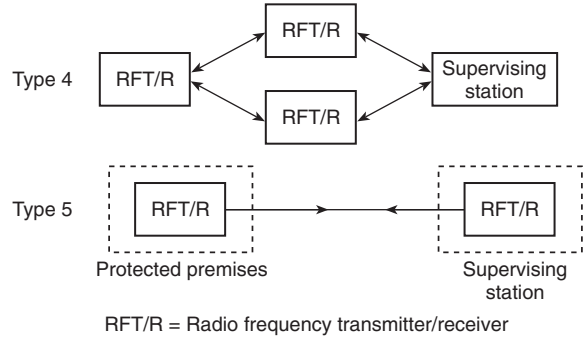 RFT/R
Type 4
RFT/R
Supervising
station
RFT/R
Type 5
RFT/R
RFT/R
Protected premises
Supervising
station
RFT/R = Radio frequency transmitter/receiver